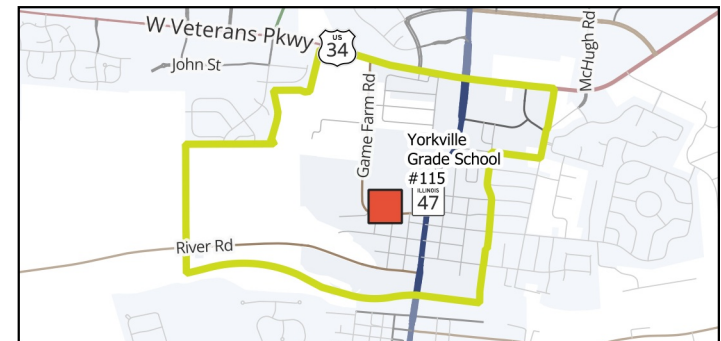 W Veterans Pkwy
US
34
McHugh Rd
John St
Game Farm Rd
Yorkville
Grade School
#115
ILLINOIS
47
River Rd